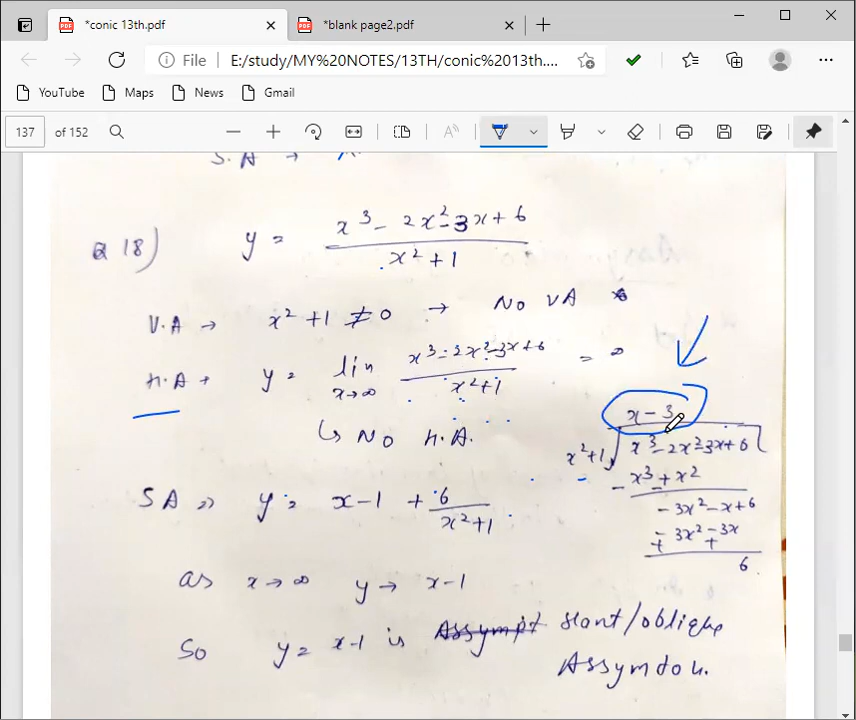 *conic 13th.pdf
*blank page2.pdf
File
E:/study/MY%20NOTES/13TH/conic%2013th....
YouTube
Maps
News
Gmail
137 of 152
S.A →
Q 18) y = x³ - 2x² - 3x + 6 / x² + 1
V.A → x² + 1 ≠ 0 → No VA
H.A → y = lim x→∞ x³ - 2x² - 3x + 6 / x² + 1 = ∞
↳ No H.A.
x - 3
x² + 1 √ x³ - 2x² - 3x + 6
- x³ + x²
- 3x² - x + 6
3x² - 3x
6
SA ⇒ y = x - 1 + 6 / x² + 1
as x → ∞ y → x - 1
So y = x - 1 is Assympt slant/oblique